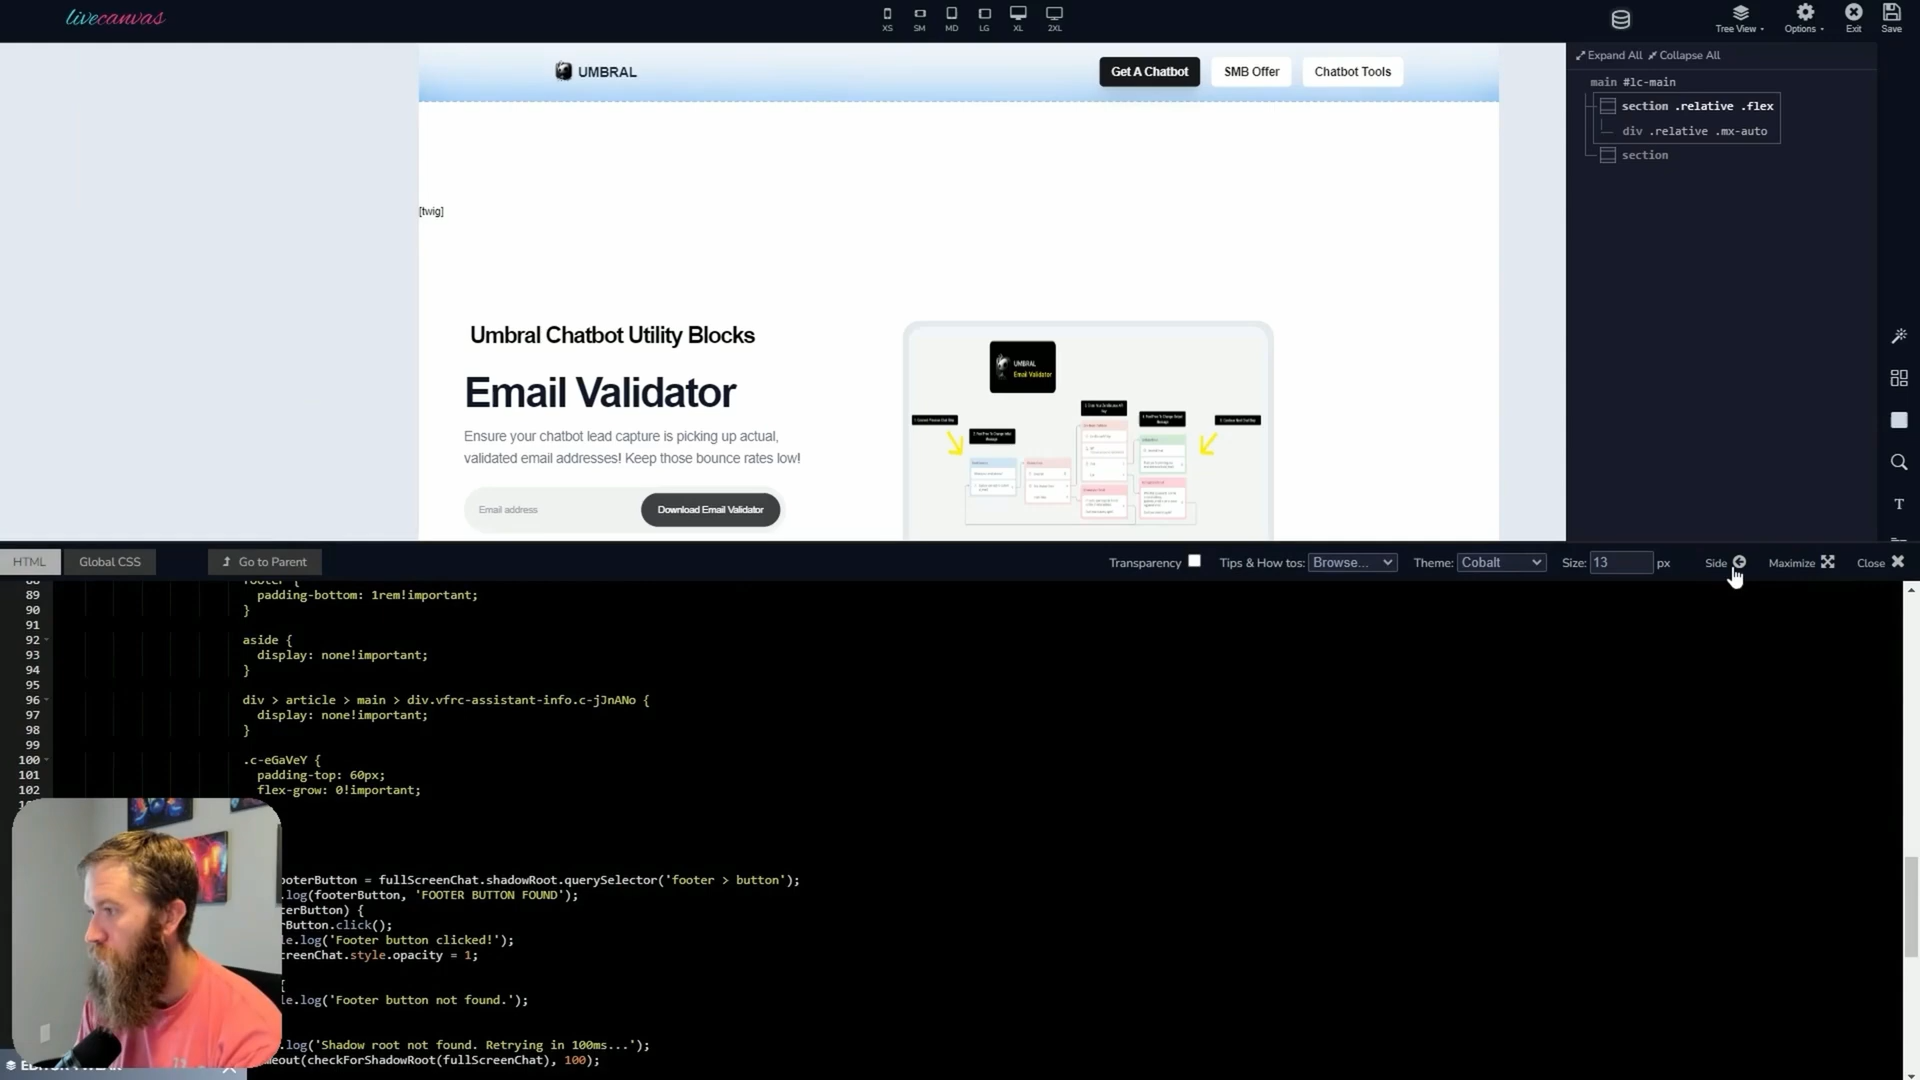 livecanvas
XS
SM
MD
LG
XL
2XL
Tree View
Options
Exit
Save
UMBRAL
Get A Chatbot
SMB Offer
Chatbot Tools
Expand All
Collapse All
main #lc-main
section .relative .flex
div .relative .mx-auto
section
[twig]
Umbral Chatbot Utility Blocks
Email Validator
Ensure your chatbot lead capture is picking up actual,
validated email addresses! Keep those bounce rates low!
Email address
Download Email Validator
UMBRAL
Email Validator
HTML
Global CSS
Go to Parent
Transparency
Tips & How tos: Browse...
Theme: Cobalt
Size: 13 px
Side
Maximize
Close
88 footer {
89 padding-bottom: 1rem!important;
90 }
91
92 aside {
93 display: none!important;
94 }
95
96 div > article > main > div.vfrc-assistant-info.c-jJnANo {
97 display: none!important;
98 }
99
100 .c-eGaVeY {
101 padding-top: 60px;
102 flex-grow: 0!important;
ooterButton = fullScreenChat.shadowRoot.querySelector('footer > button');
.log(footerButton, 'FOOTER BUTTON FOUND');
terButton) {
rButton.click();
le.log('Footer button clicked!');
creenChat.style.opacity = 1;
{
le.log('Footer button not found.');
.log('Shadow root not found. Retrying in 100ms...');
meout(checkForShadowRoot(fullScreenChat), 100);